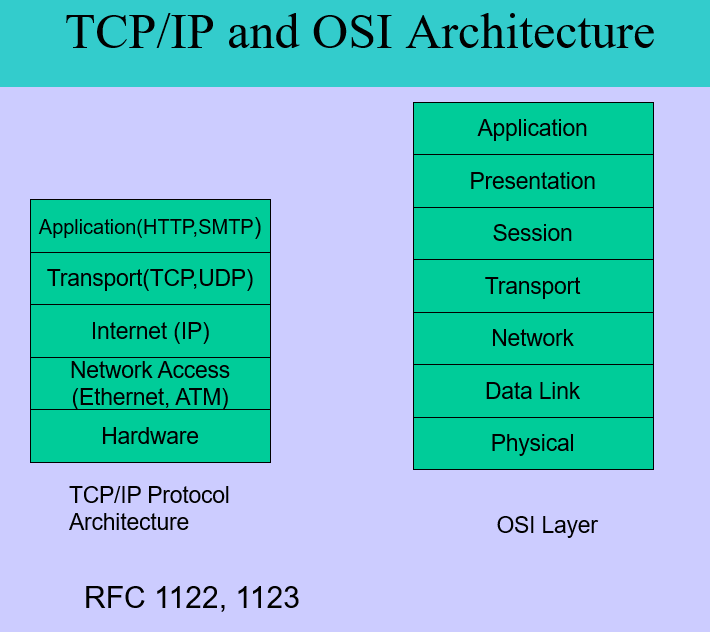 TCP/IP and OSI Architecture
Application(HTTP,SMTP)
Transport(TCP,UDP)
Internet (IP)
Network Access
(Ethernet, ATM)
Hardware
TCP/IP Protocol
Architecture
RFC 1122, 1123
Application
Presentation
Session
Transport
Network
Data Link
Physical
OSI Layer